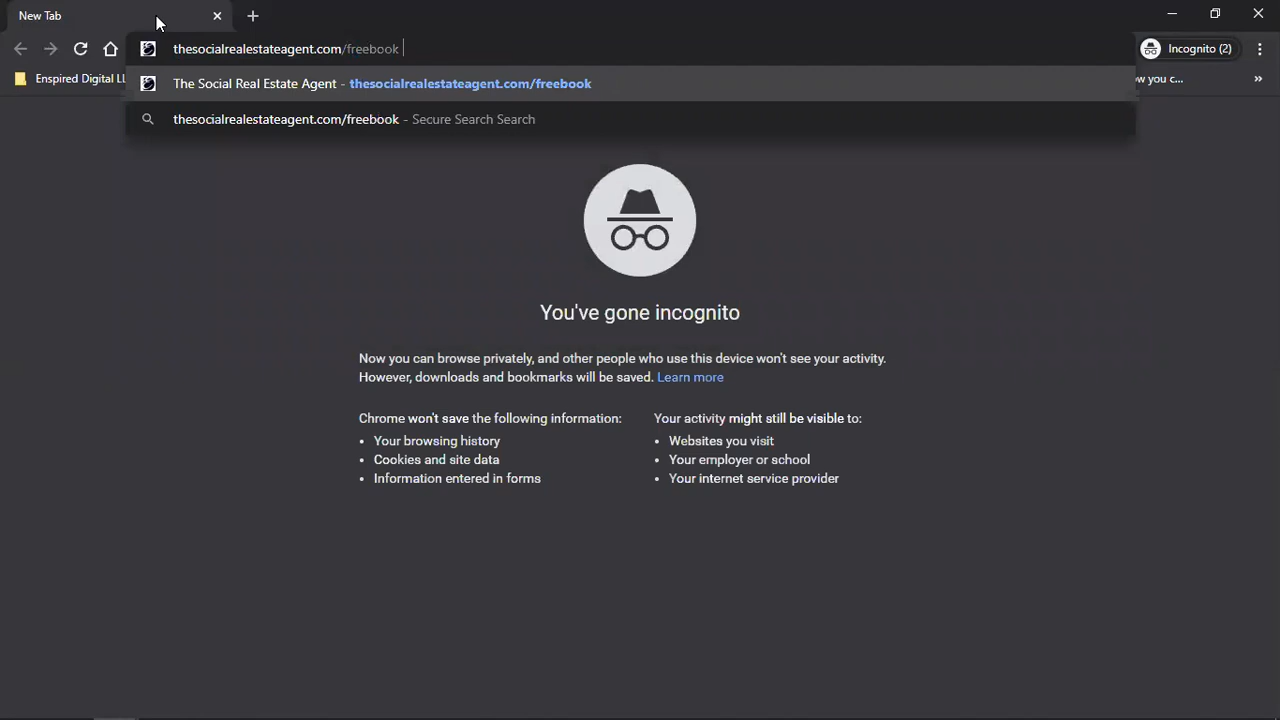 New Tab
thesocialrealestateagent.com/freebook
Incognito (2)
Enspired Digital LL
The Social Real Estate Agent - thesocialrealestateagent.com/freebook
ow you c...
thesocialrealestateagent.com/freebook - Secure Search Search
You've gone incognito
Now you can browse privately, and other people who use this device won't see your activity.
However, downloads and bookmarks will be saved. Learn more
Chrome won't save the following information:
• Your browsing history
• Cookies and site data
• Information entered in forms
Your activity might still be visible to:
• Websites you visit
• Your employer or school
• Your internet service provider